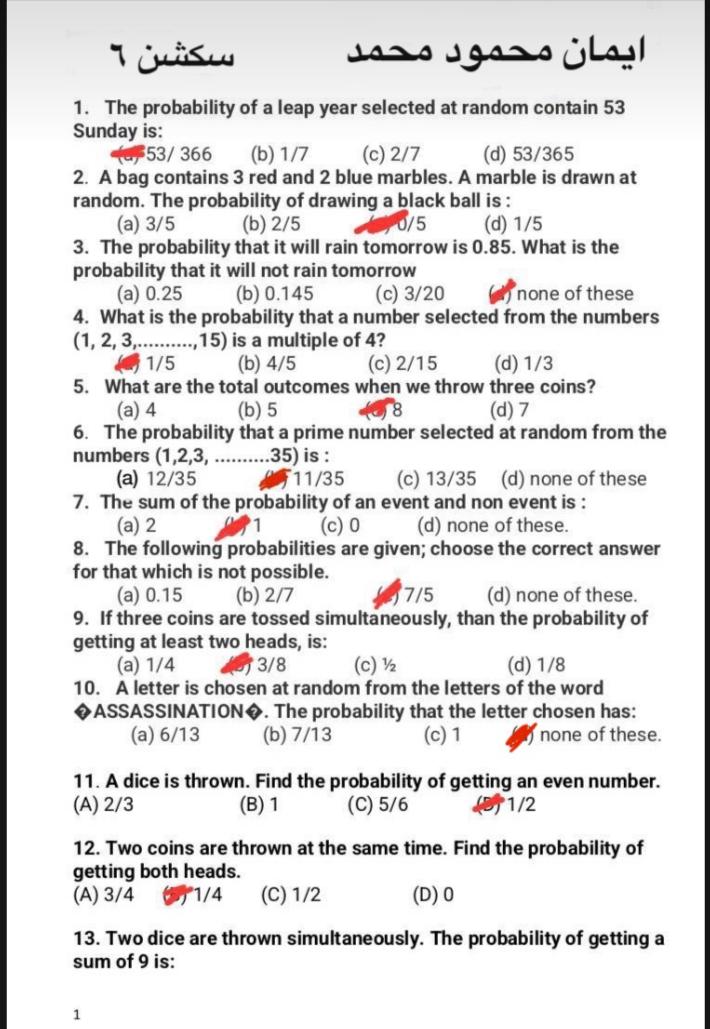 ايمان محمود محمد سكشن ٦
1. The probability of a leap year selected at random contain 53
Sunday is:
(a) 53/ 366 (b) 1/7 (c) 2/7 (d) 53/365
2. A bag contains 3 red and 2 blue marbles. A marble is drawn at
random. The probability of drawing a black ball is :
(a) 3/5 (b) 2/5 0/5 (d) 1/5
3. The probability that it will rain tomorrow is 0.85. What is the
probability that it will not rain tomorrow
(a) 0.25 (b) 0.145 (c) 3/20 (d) none of these
4. What is the probability that a number selected from the numbers
(1, 2, 3,..........,15) is a multiple of 4?
1/5 (b) 4/5 (c) 2/15 (d) 1/3
5. What are the total outcomes when we throw three coins?
(a) 4 (b) 5 (c) 8 (d) 7
6. The probability that a prime number selected at random from the
numbers (1,2,3, ..........35) is :
(a) 12/35 11/35 (c) 13/35 (d) none of these
7. The sum of the probability of an event and non event is :
(a) 2 (b) 1 (c) 0 (d) none of these.
8. The following probabilities are given; choose the correct answer
for that which is not possible.
(a) 0.15 (b) 2/7 (c) 7/5 (d) none of these.
9. If three coins are tossed simultaneously, than the probability of
getting at least two heads, is:
(a) 1/4 (b) 3/8 (c) ½ (d) 1/8
10. A letter is chosen at random from the letters of the word
�ASSASSINATION�. The probability that the letter chosen has:
(a) 6/13 (b) 7/13 (c) 1 none of these.
11. A dice is thrown. Find the probability of getting an even number.
(A) 2/3 (B) 1 (C) 5/6 (D) 1/2
12. Two coins are thrown at the same time. Find the probability of
getting both heads.
(A) 3/4 (B) 1/4 (C) 1/2 (D) 0
13. Two dice are thrown simultaneously. The probability of getting a
sum of 9 is:
1